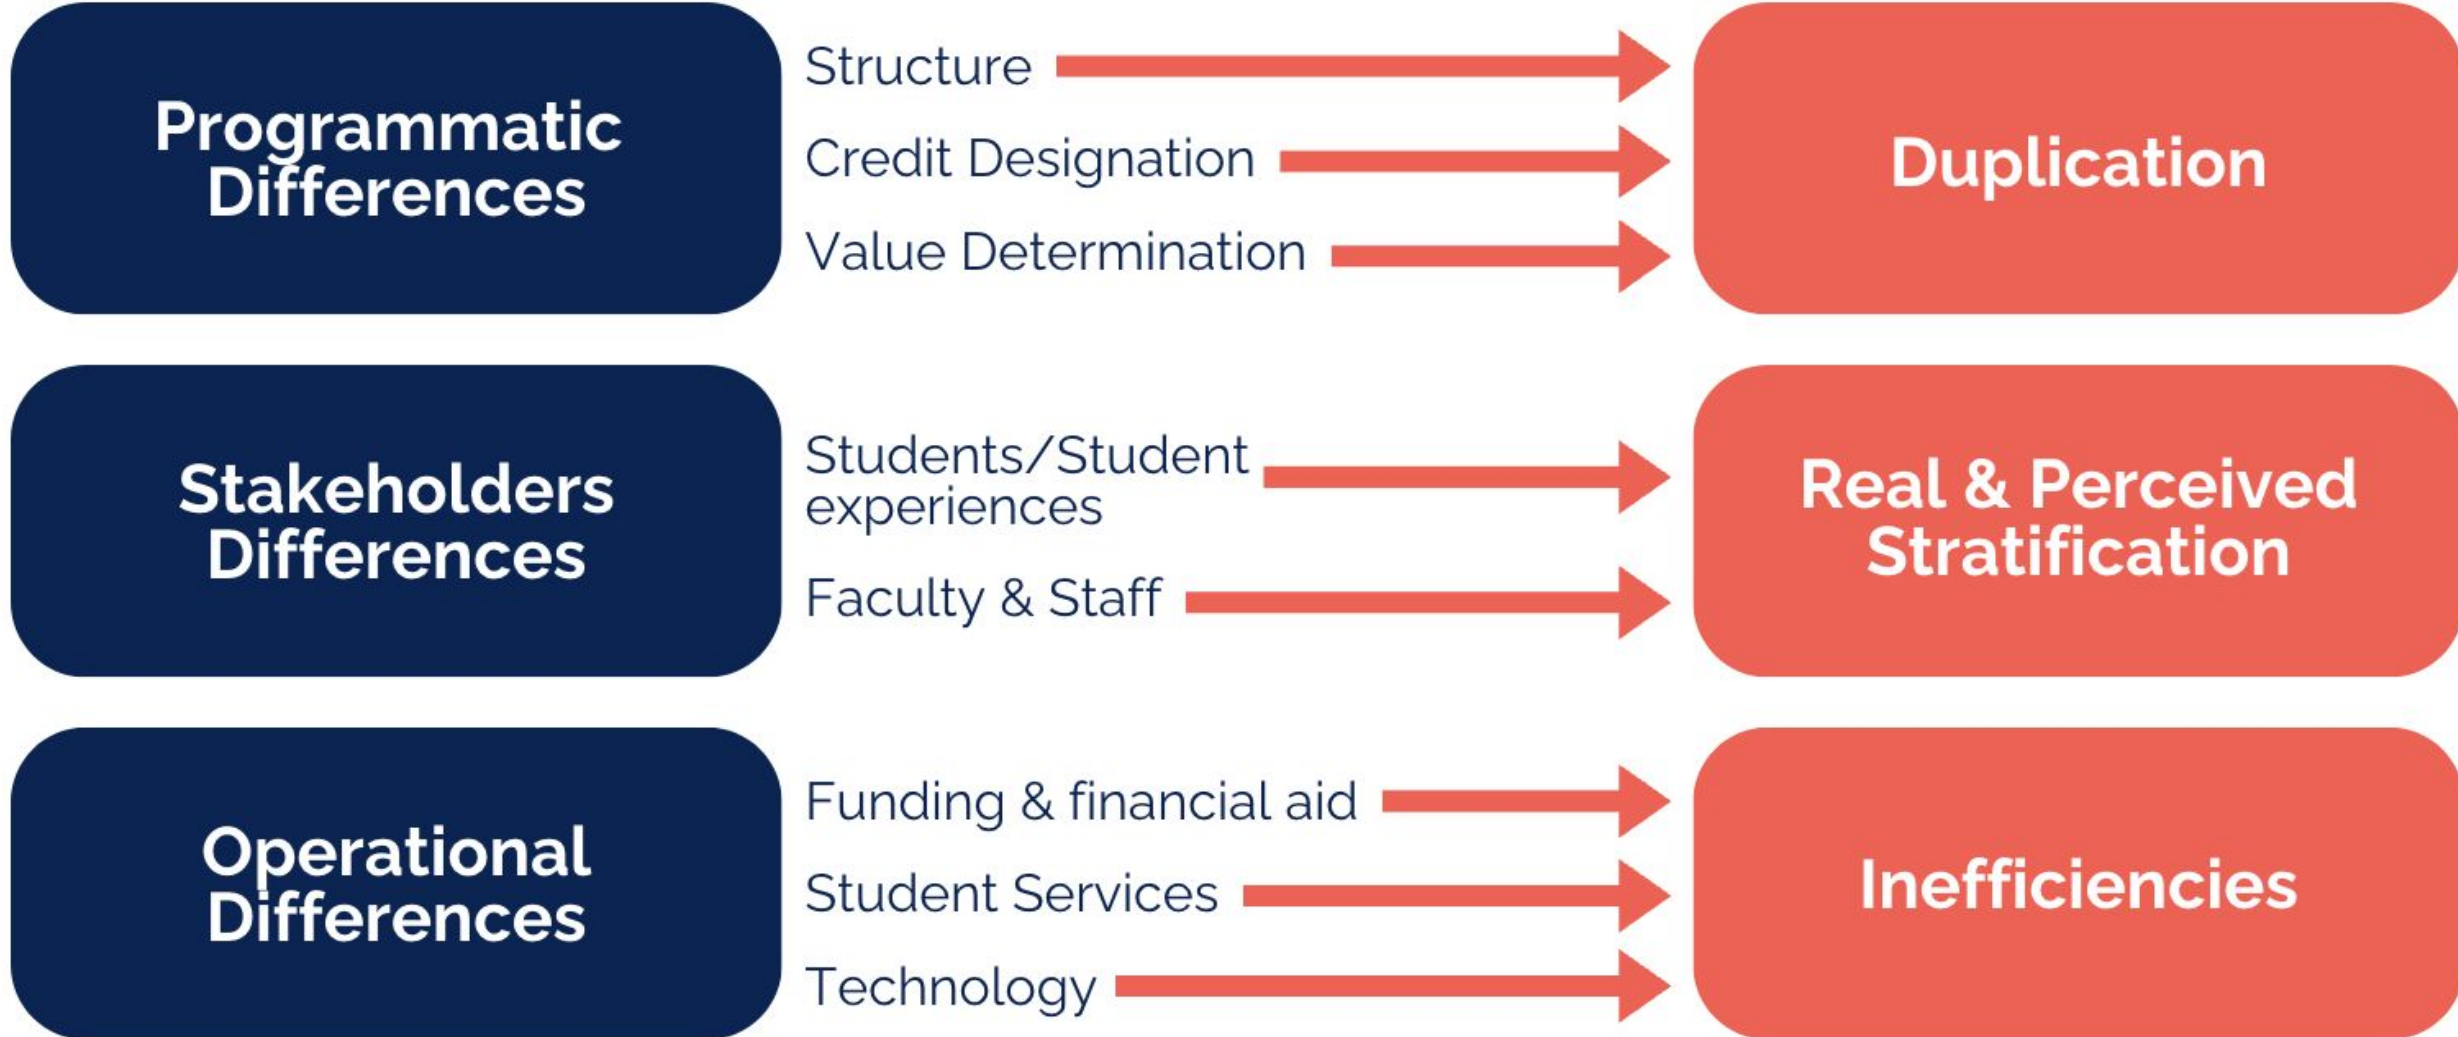 Programmatic
Differences
Structure
Credit Designation
Value Determination
Duplication
Stakeholders
Differences
Students/Student
experiences
Faculty & Staff
Real & Perceived
Stratification
Operational
Differences
Funding & financial aid
Student Services
Technology
Inefficiencies